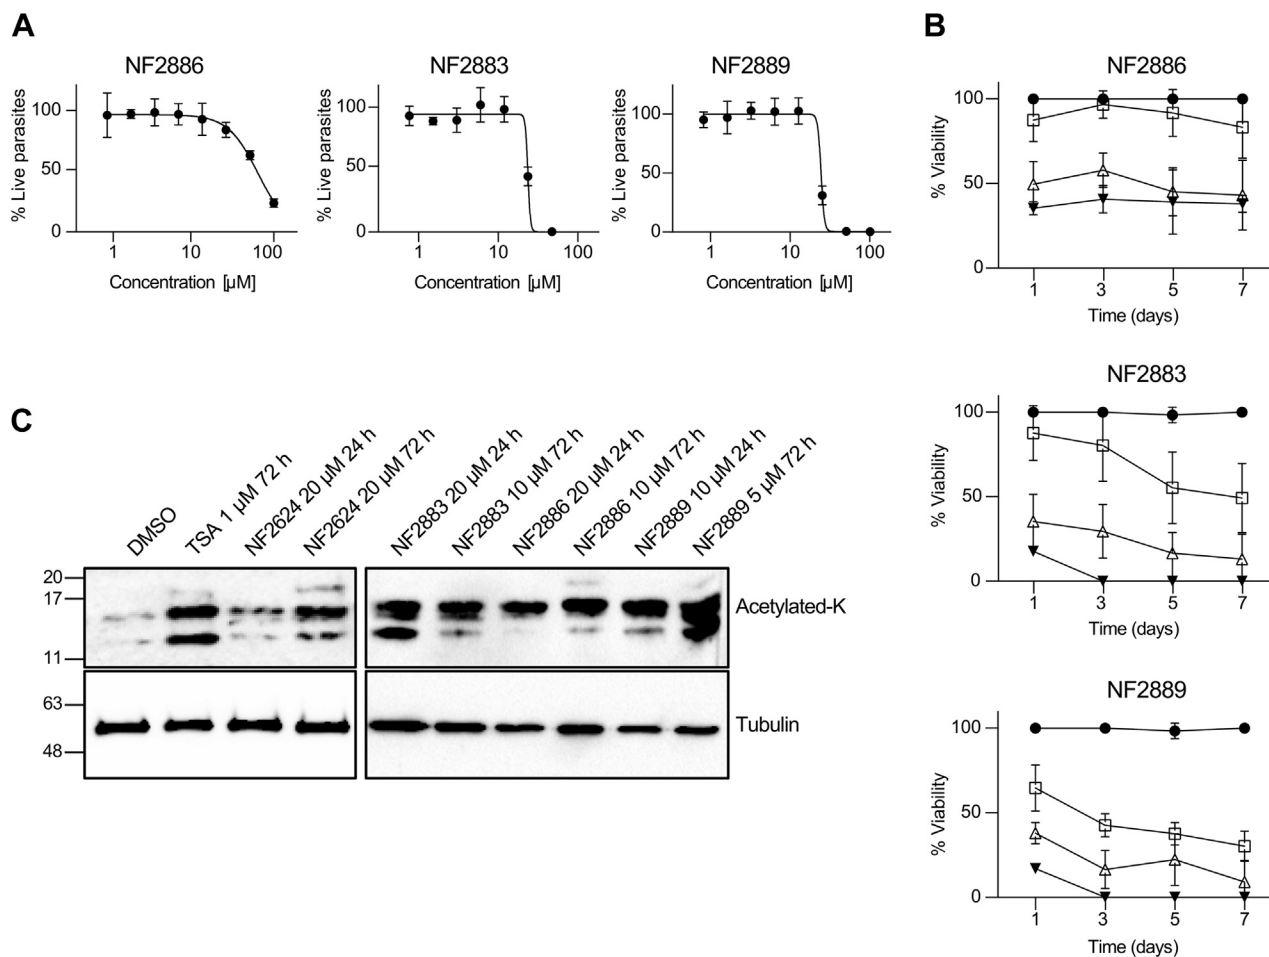 A
NF2886
% Live parasites
100
50
0
1
10
100
Concentration [µM]
NF2883
% Live parasites
100
50
0
1
10
100
Concentration [µM]
NF2889
% Live parasites
100
50
0
1
10
100
Concentration [µM]
B
NF2886
% Viability
100
50
0
1
3
5
7
Time (days)
NF2883
% Viability
100
50
0
1
3
5
7
Time (days)
NF2889
% Viability
100
50
0
1
3
5
7
Time (days)
C
DMSO
TSA 1 µM 72 h
NF2624 20 µM 24 h
NF2624 20 µM 72 h
NF2883 20 µM 24 h
NF2883 10 µM 72 h
NF2886 20 µM 24 h
NF2886 10 µM 72 h
NF2889 10 µM 24 h
NF2889 5 µM 72 h
20
17
11
Acetylated-K
63
48
Tubulin